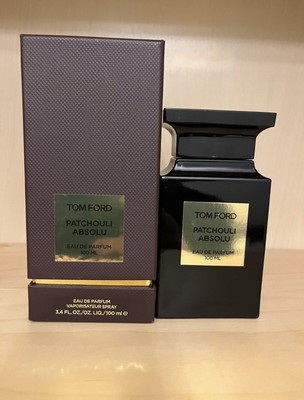 TOM FORD
PATCHOULI
ABSOLU
EAU DE PARFUM
100 ML
EAU DE PARFUM
VAPORISATEUR SPRAY
3.4 FL.OZ./OZ. LIQ./100 ml ℮
TOM FORD
PATCHOULI
ABSOLU
EAU DE PARFUM
100 ML